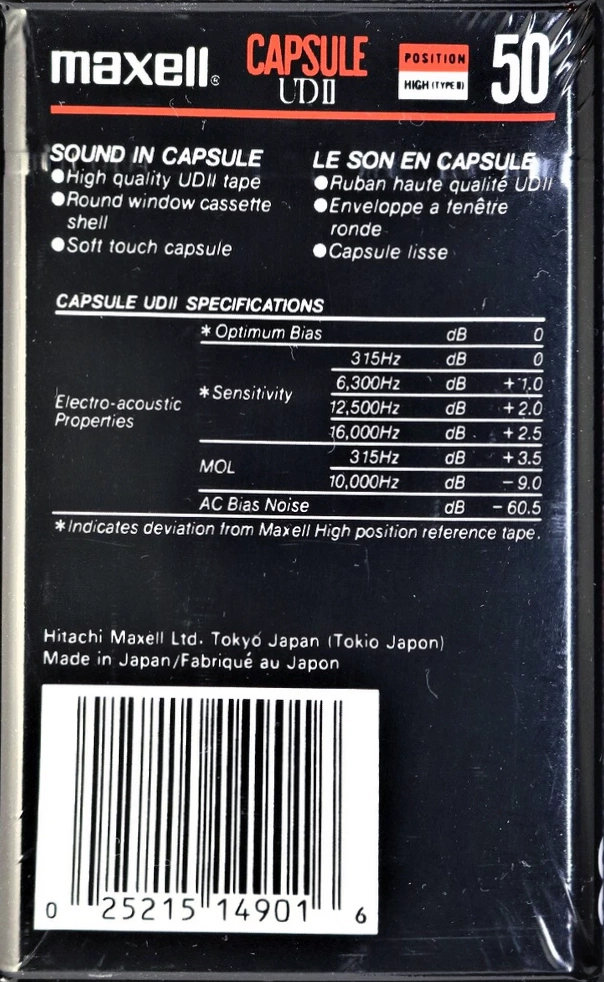 maxell®
CAPSULE
UDII
POSITION
HIGH (TYPE II)
50
SOUND IN CAPSULE
●High quality UDII tape
●Round window cassette
shell
●Soft touch capsule
LE SON EN CAPSULE
●Ruban haute qualité UDII
●Enveloppe a fenêtre
ronde
●Capsule lisse
CAPSULE UDII SPECIFICATIONS
Electro-acoustic
Properties
* Optimum Bias dB 0
* Sensitivity
315Hz dB 0
6,300Hz dB +1.0
12,500Hz dB +2.0
16,000Hz dB +2.5
MOL
315Hz dB +3.5
10,000Hz dB -9.0
AC Bias Noise dB -60.5
*Indicates deviation from Maxell High position reference tape.
Hitachi Maxell Ltd. Tokyo Japan (Tokio Japon)
Made in Japan/Fabriqué au Japon
0 25215 14901 6